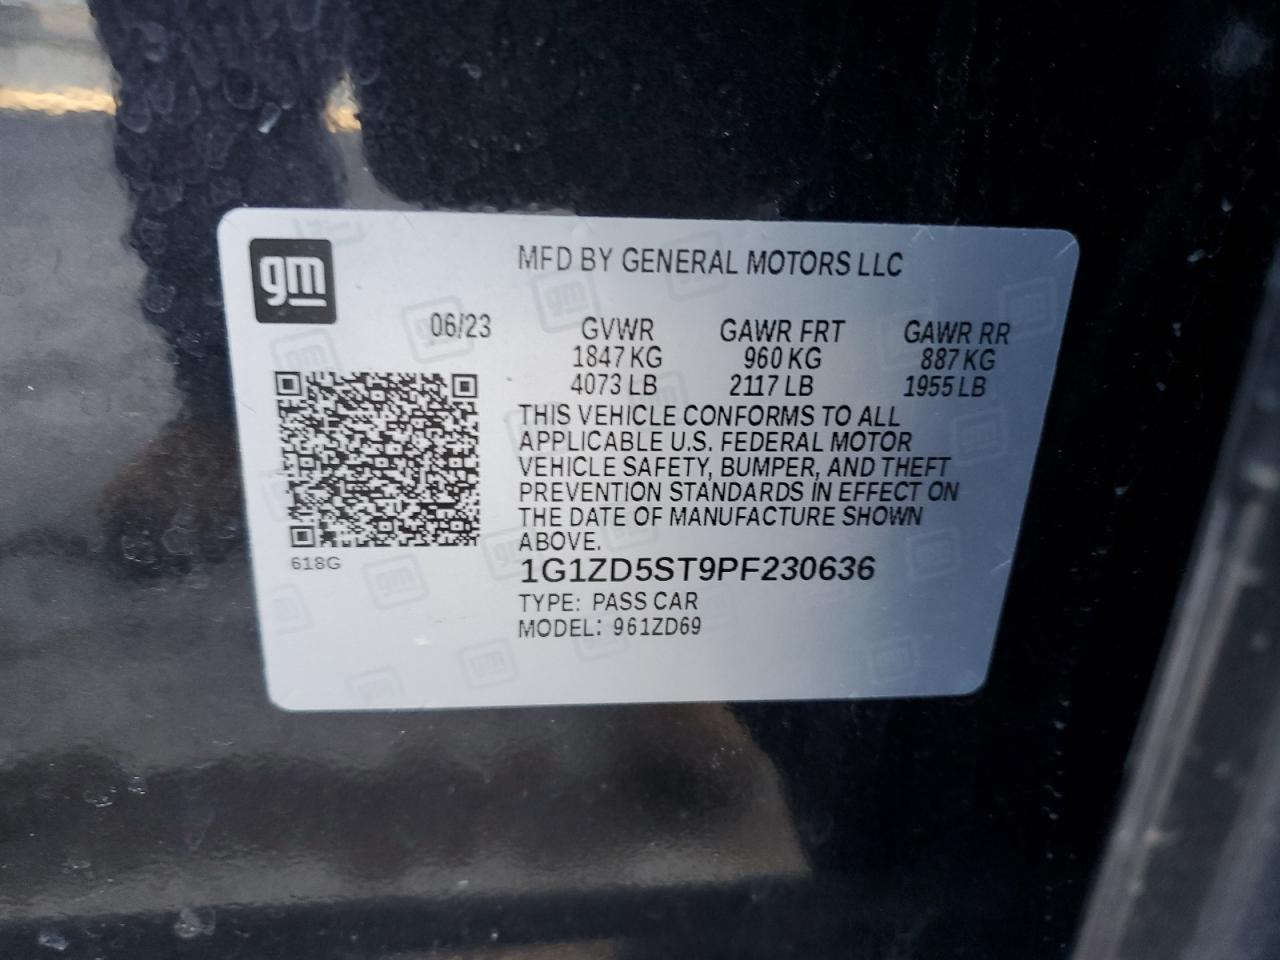 gm
MFD BY GENERAL MOTORS LLC
06/23
GVWR GAWR FRT GAWR RR
1847 KG 960 KG 887 KG
4073 LB 2117 LB 1955 LB
THIS VEHICLE CONFORMS TO ALL
APPLICABLE U.S. FEDERAL MOTOR
VEHICLE SAFETY, BUMPER, AND THEFT
PREVENTION STANDARDS IN EFFECT ON
THE DATE OF MANUFACTURE SHOWN
ABOVE.
618G
1G1ZD5ST9PF230636
TYPE: PASS CAR
MODEL: 961ZD69